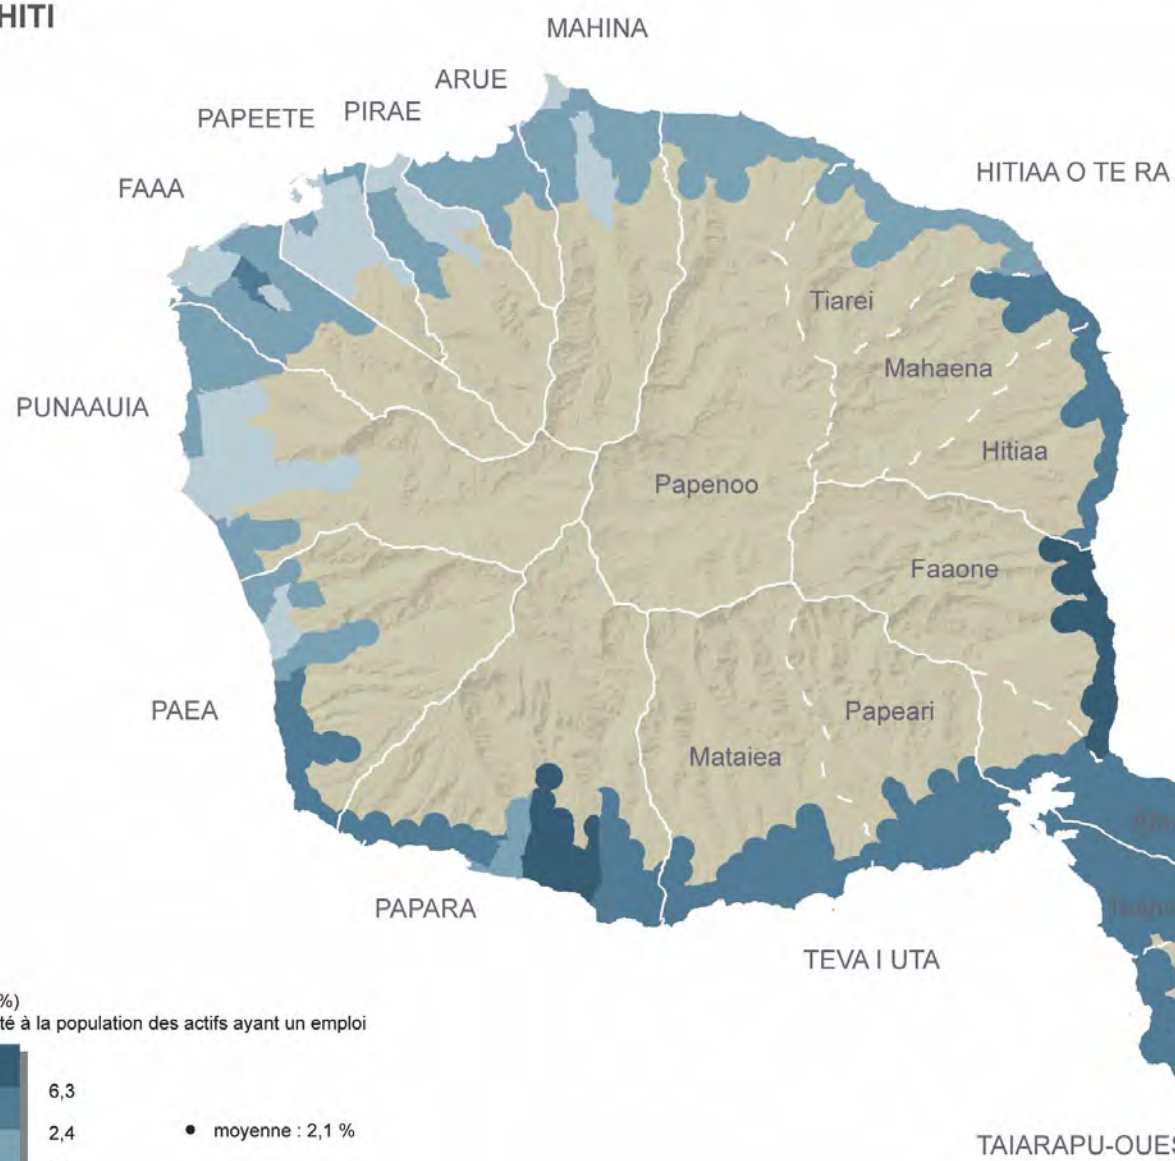 HITI
MAHINA
ARUE
PAPEETE PIRAE
HITIAA O TE RA
FAAA
Tiarei
Mahaena
PUNAAUIA
Hitiaa
Papenoo
Faaone
PAEA
Papeari
Mataiea
PAPARA
TEVA I UTA
%)
té à la population des actifs ayant un emploi
6,3
2,4
• moyenne : 2,1 %
TAIARAPU-OUES